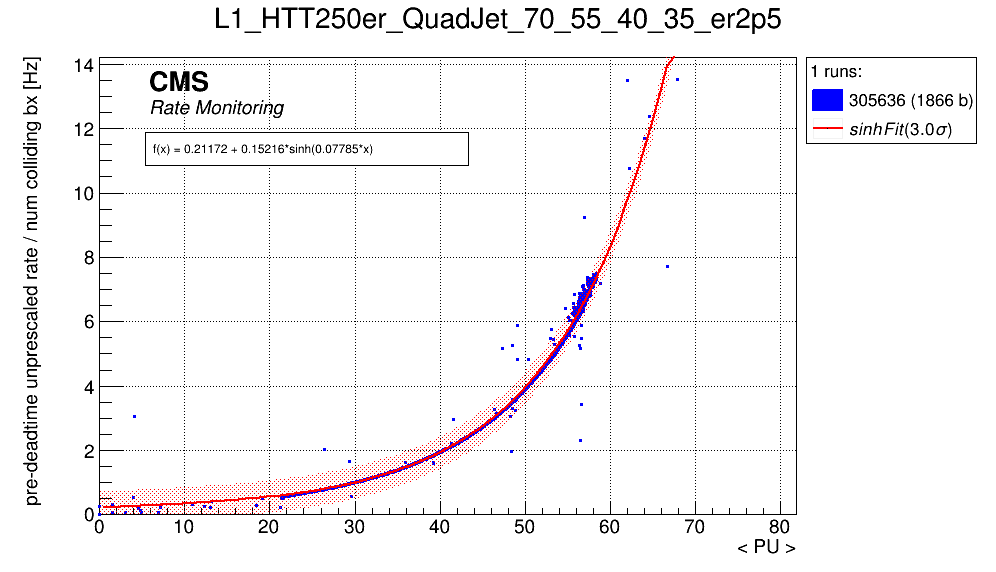 L1_HTT250er_QuadJet_70_55_40_35_er2p5
pre-deadtime unprescaled rate / num colliding bx [Hz]
CMS
Rate Monitoring
f(x) = 0.21172 + 0.15216*sinh(0.07785*x)
1 runs:
305636 (1866 b)
sinhFit(3.0σ)
14
12
10
8
6
4
2
0
0 10 20 30 40 50 60 70 80
< PU >